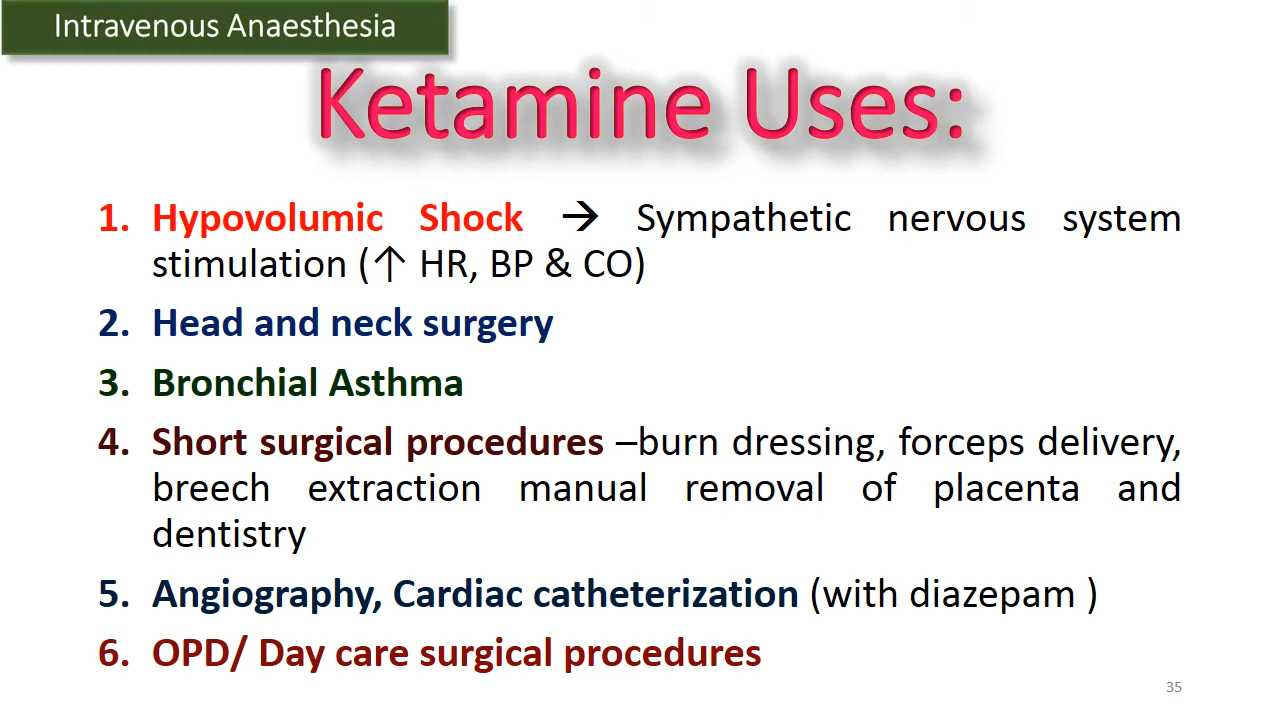 Intravenous Anaesthesia
Ketamine Uses:
1. Hypovolumic Shock → Sympathetic nervous system
stimulation (↑ HR, BP & CO)
2. Head and neck surgery
3. Bronchial Asthma
4. Short surgical procedures –burn dressing, forceps delivery,
breech extraction manual removal of placenta and
dentistry
5. Angiography, Cardiac catheterization (with diazepam )
6. OPD/ Day care surgical procedures
35